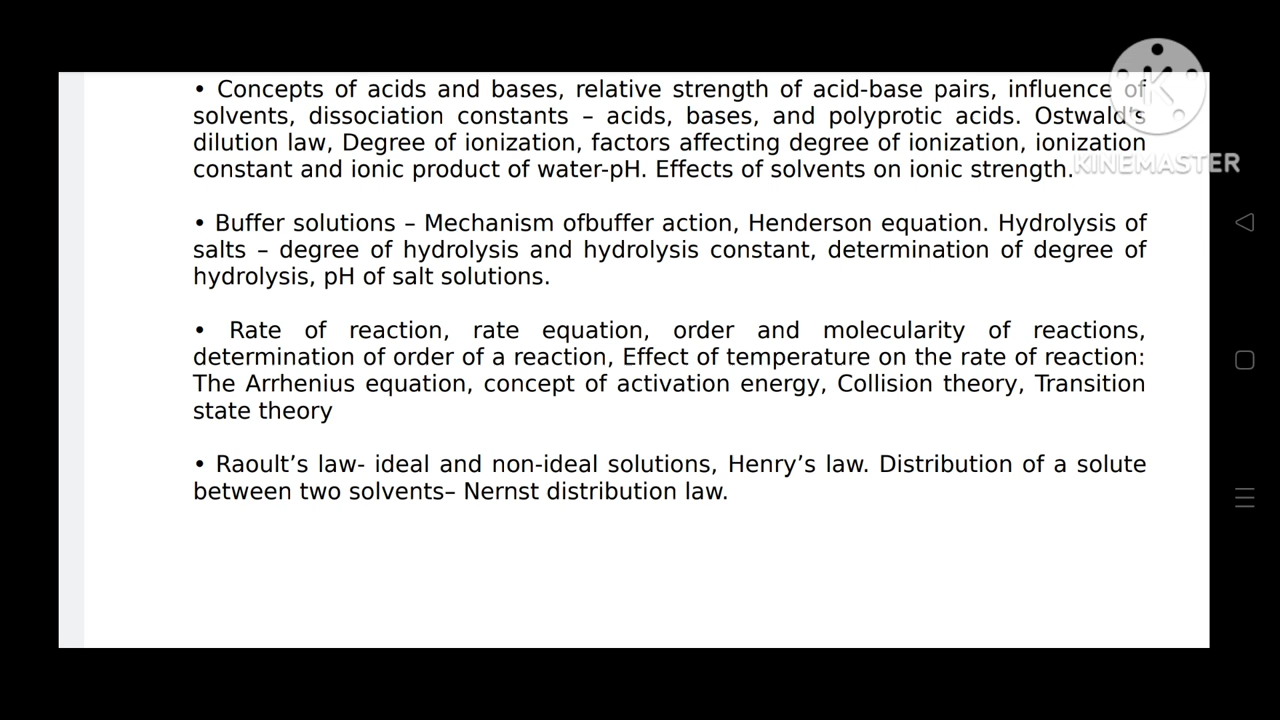 • Concepts of acids and bases, relative strength of acid-base pairs, influence of
solvents, dissociation constants – acids, bases, and polyprotic acids. Ostwald's
dilution law, Degree of ionization, factors affecting degree of ionization, ionization
constant and ionic product of water-pH. Effects of solvents on ionic strength.
KINEMASTER
• Buffer solutions – Mechanism ofbuffer action, Henderson equation. Hydrolysis of
salts – degree of hydrolysis and hydrolysis constant, determination of degree of
hydrolysis, pH of salt solutions.
• Rate of reaction, rate equation, order and molecularity of reactions,
determination of order of a reaction, Effect of temperature on the rate of reaction:
The Arrhenius equation, concept of activation energy, Collision theory, Transition
state theory
• Raoult’s law- ideal and non-ideal solutions, Henry’s law. Distribution of a solute
between two solvents– Nernst distribution law.